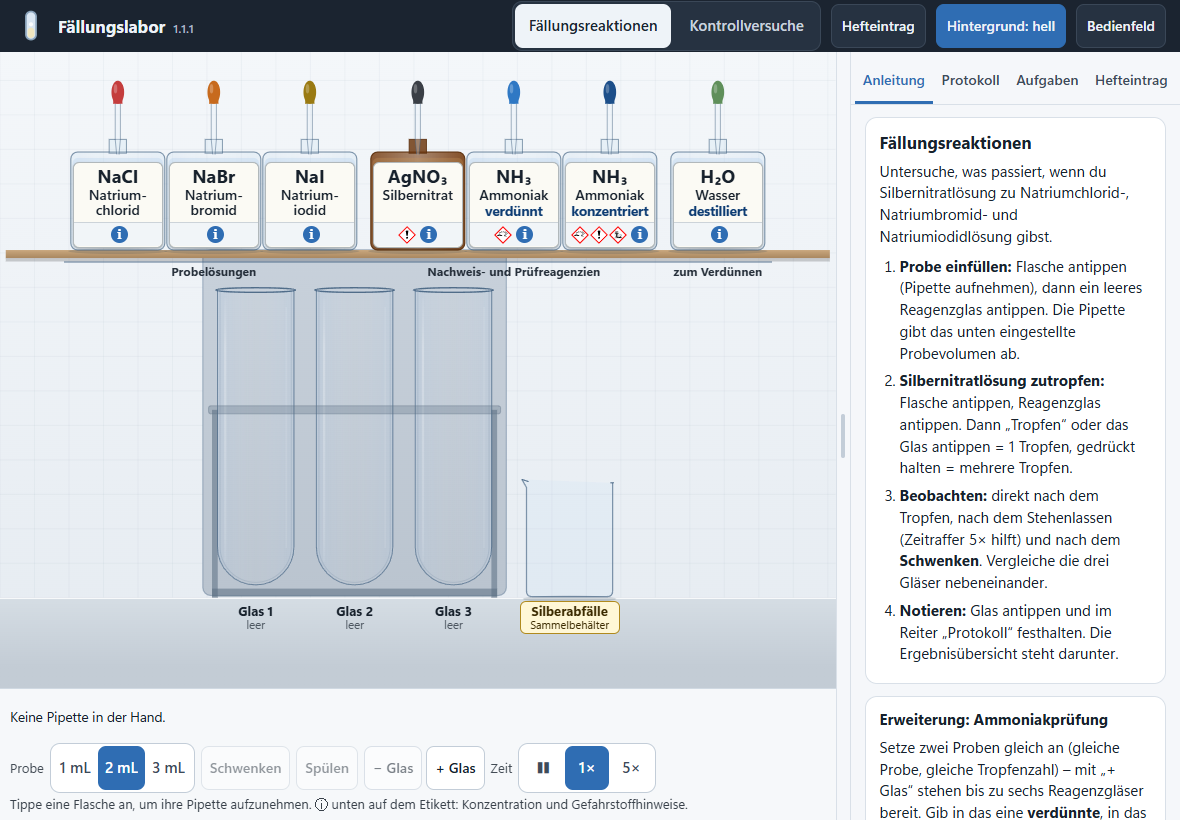 Fällungslabor 1.1.1
Fällungsreaktionen
Kontrollversuche
Hefteintrag
Hintergrund: hell
Bedienfeld
NaCl
Natrium-
chlorid
NaBr
Natrium-
bromid
NaI
Natrium-
iodid
AgNO₃
Silbernitrat
NH₃
Ammoniak
verdünnt
NH₃
Ammoniak
konzentriert
H₂O
Wasser
destilliert
Probelösungen
Nachweis- und Prüfreagenzien
zum Verdünnen
Glas 1
leer
Glas 2
leer
Glas 3
leer
Silberabfälle
Sammelbehälter
Keine Pipette in der Hand.
Probe
1 mL
2 mL
3 mL
Schwenken
Spülen
− Glas
+ Glas
Zeit
1×
5×
Tippe eine Flasche an, um ihre Pipette aufzunehmen. ⓘ unten auf dem Etikett: Konzentration und Gefahrstoffhinweise.
Anleitung
Protokoll
Aufgaben
Hefteintrag
Fällungsreaktionen
Untersuche, was passiert, wenn du
Silbernitratlösung zu Natriumchlorid-,
Natriumbromid- und
Natriumiodidlösung gibst.
1. Probe einfüllen: Flasche antippen
(Pipette aufnehmen), dann ein leeres
Reagenzglas antippen. Die Pipette
gibt das unten eingestellte
Probevolumen ab.
2. Silbernitratlösung zutropfen:
Flasche antippen, Reagenzglas
antippen. Dann „Tropfen“ oder das
Glas antippen = 1 Tropfen, gedrückt
halten = mehrere Tropfen.
3. Beobachten: direkt nach dem
Tropfen, nach dem Stehenlassen
(Zeitraffer 5× hilft) und nach dem
Schwenken. Vergleiche die drei
Gläser nebeneinander.
4. Notieren: Glas antippen und im
Reiter „Protokoll“ festhalten. Die
Ergebnisübersicht steht darunter.
Erweiterung: Ammoniakprüfung
Setze zwei Proben gleich an (gleiche
Probe, gleiche Tropfenzahl) – mit „+
Glas“ stehen bis zu sechs Reagenzgläser
bereit. Gib in das eine verdünnte, in das